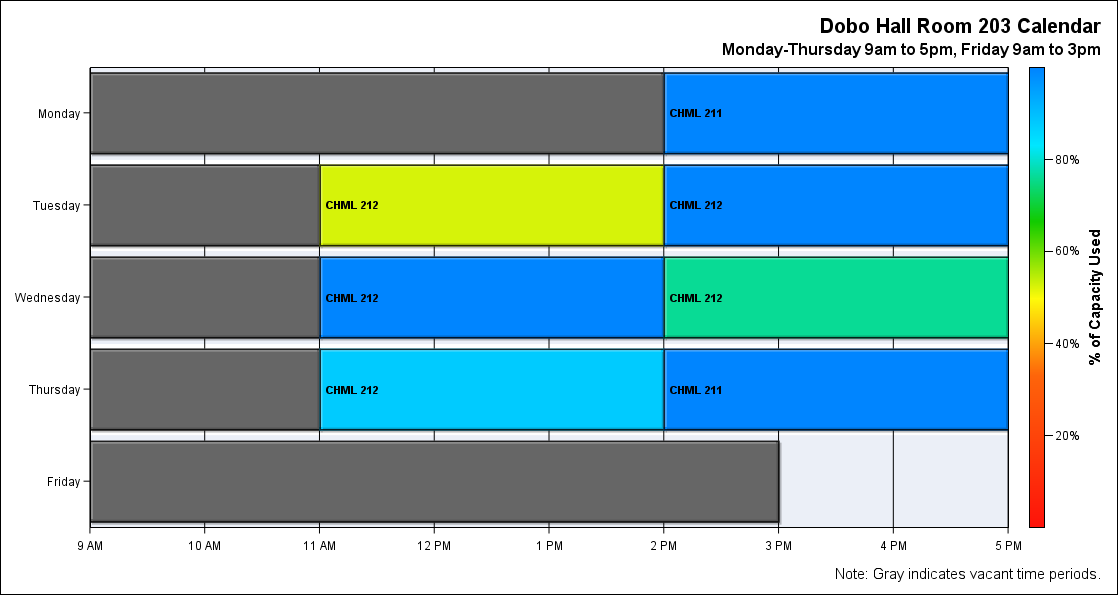 Dobo Hall Room 203 Calendar
Monday-Thursday 9am to 5pm, Friday 9am to 3pm
Monday
CHML 211
Tuesday
CHML 212
CHML 212
Wednesday
CHML 212
CHML 212
Thursday
CHML 212
CHML 211
Friday
9 AM
10 AM
11 AM
12 PM
1 PM
2 PM
3 PM
4 PM
5 PM
80%
60%
40%
20%
% of Capacity Used
Note: Gray indicates vacant time periods.